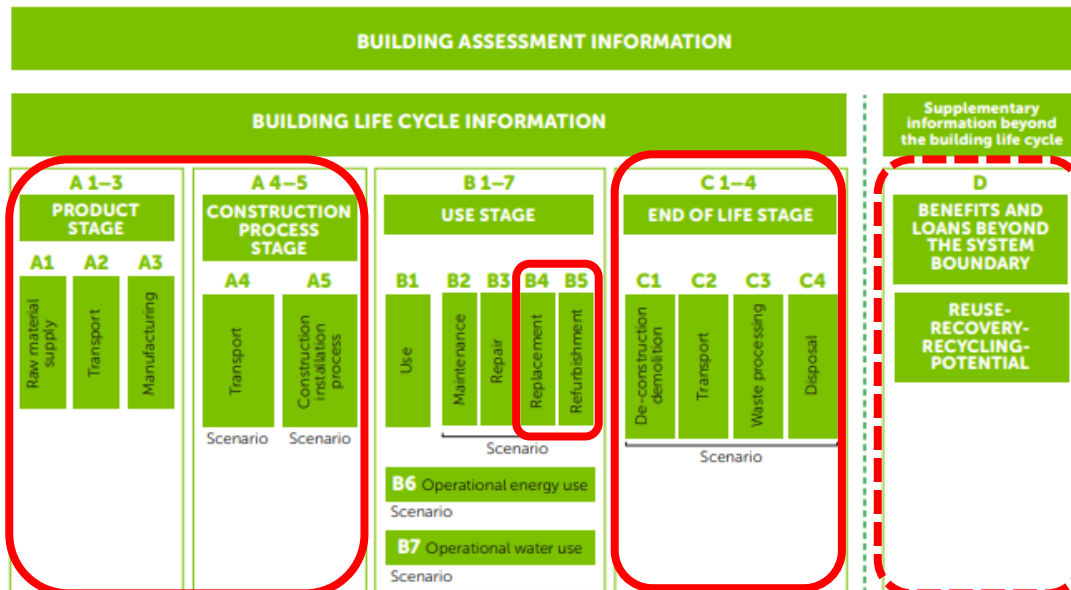 BUILDING ASSESSMENT INFORMATION
BUILDING LIFE CYCLE INFORMATION
Supplementary
information beyond
the building life cycle
A 1–3
PRODUCT
STAGE
A1
A2
A3
Raw material
supply
Transport
Manufacturing
A 4–5
CONSTRUCTION
PROCESS
STAGE
A4
A5
Transport
Construction
installation
process
Scenario
Scenario
B 1–7
USE STAGE
B1
B2
B3
B4
B5
Use
Maintenance
Repair
Replacement
Refurbishment
Scenario
B6 Operational energy use
Scenario
B7 Operational water use
Scenario
C 1–4
END OF LIFE STAGE
C1
C2
C3
C4
De-construction
demolition
Transport
Waste processing
Disposal
Scenario
D
BENEFITS AND
LOANS BEYOND
THE SYSTEM
BOUNDARY
REUSE-
RECOVERY-
RECYCLING-
POTENTIAL